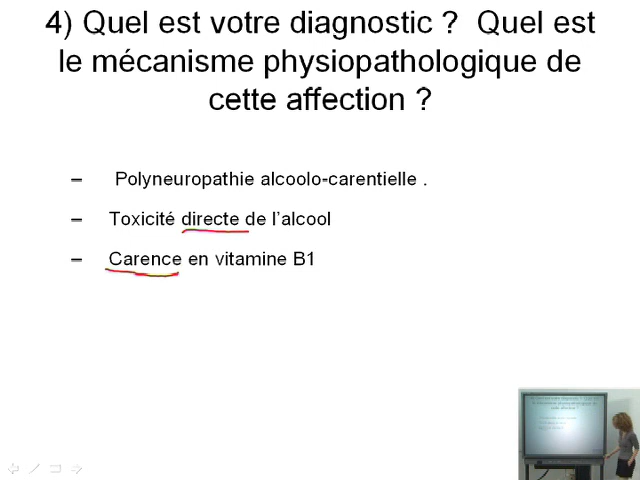 4) Quel est votre diagnostic ? Quel est
le mécanisme physiopathologique de
cette affection ?
– Polyneuropathie alcoolo-carentielle .
– Toxicité directe de l'alcool
– Carence en vitamine B1